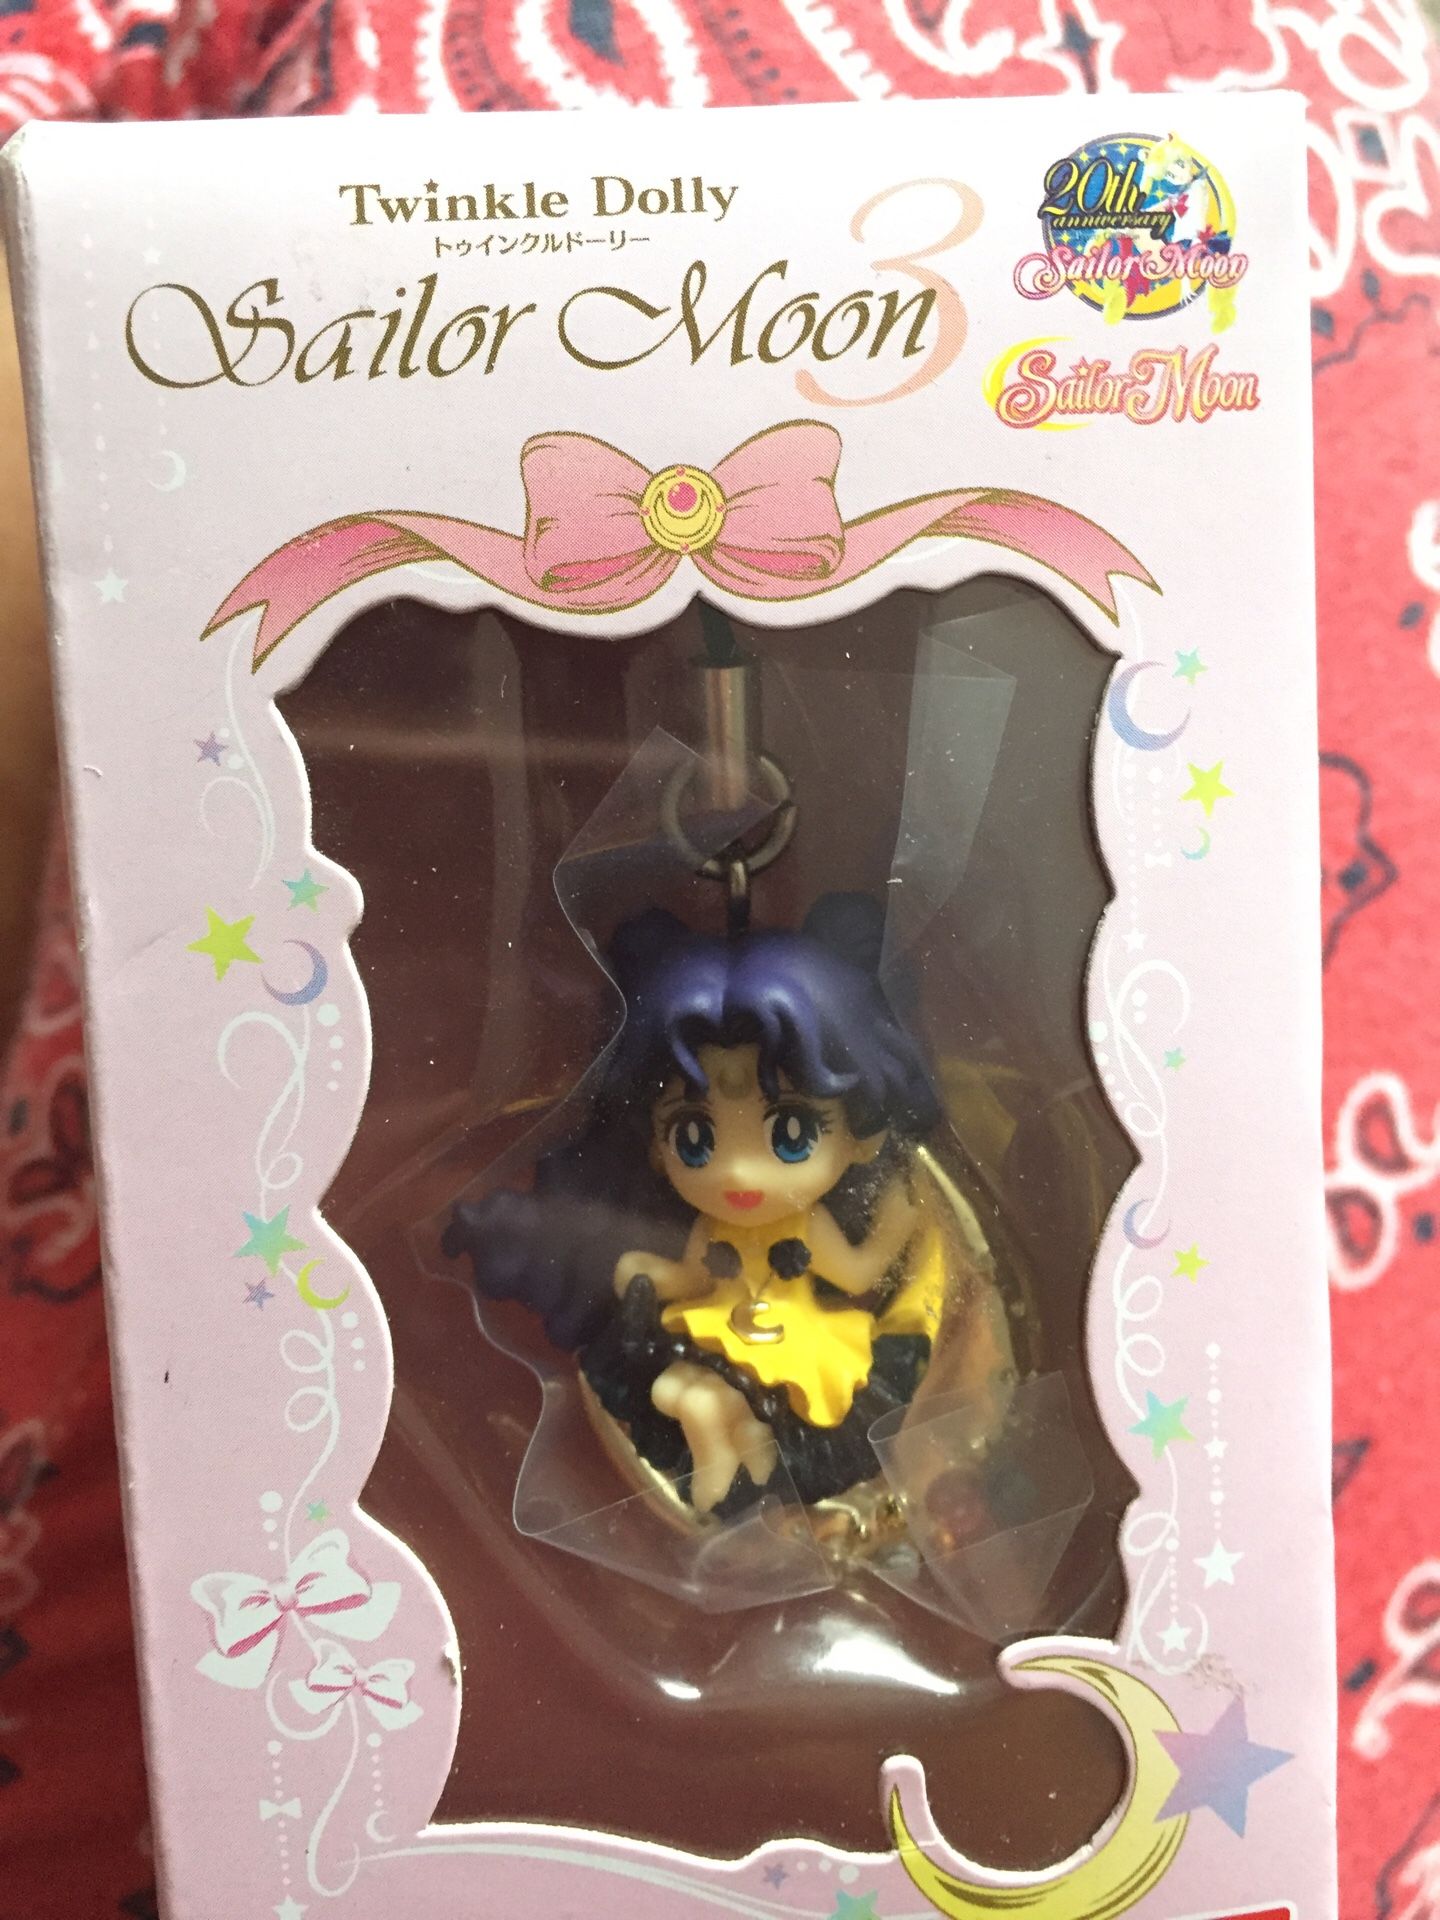 Twinkle Dolly
トゥインクルドーリー
Sailor Moon 3
20th
anniversary
Sailor Moon
Sailor Moon